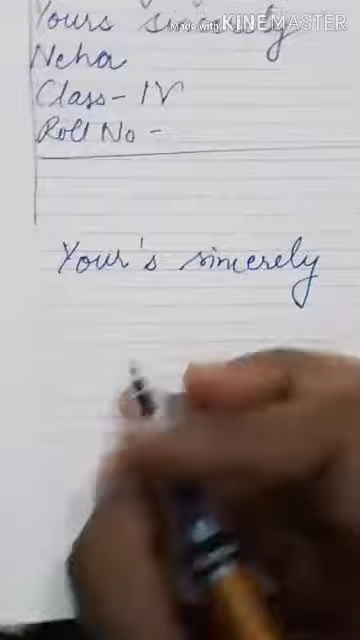 Yours sincerely
Made with KINEMASTER
Neha
Class - IV
Roll No -
Your's sincerely